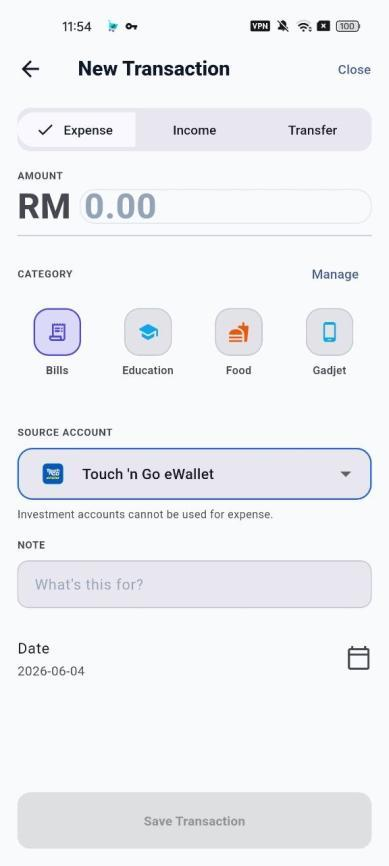 11:54
VPN
100
New Transaction
Close
Expense
Income
Transfer
AMOUNT
RM 0.00
CATEGORY
Manage
Bills
Education
Food
Gadjet
SOURCE ACCOUNT
Touch 'n Go eWallet
Investment accounts cannot be used for expense.
NOTE
What's this for?
Date
2026-06-04
Save Transaction